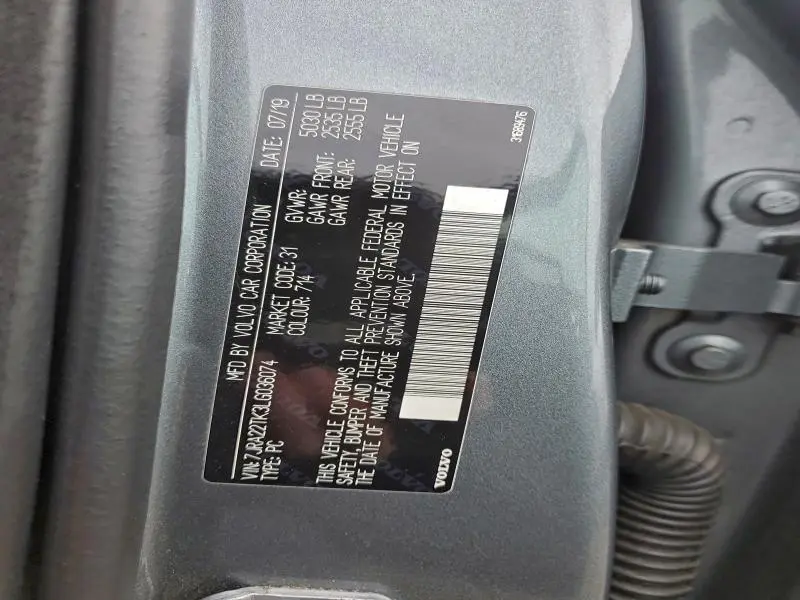 MFD BY VOLVO CAR CORPORATION DATE: 07/19
VIN: 7JRA22TK3LG036074 MARKET CODE: 31 GVWR: 5030 LB
TYPE: PC COLOUR: 714 GAWR FRONT: 2535 LB
GAWR REAR: 2555 LB
THIS VEHICLE CONFORMS TO ALL APPLICABLE FEDERAL MOTOR VEHICLE
SAFETY, BUMPER AND THEFT PREVENTION STANDARDS IN EFFECT ON
THE DATE OF MANUFACTURE SHOWN ABOVE.
VOLVO 31689476